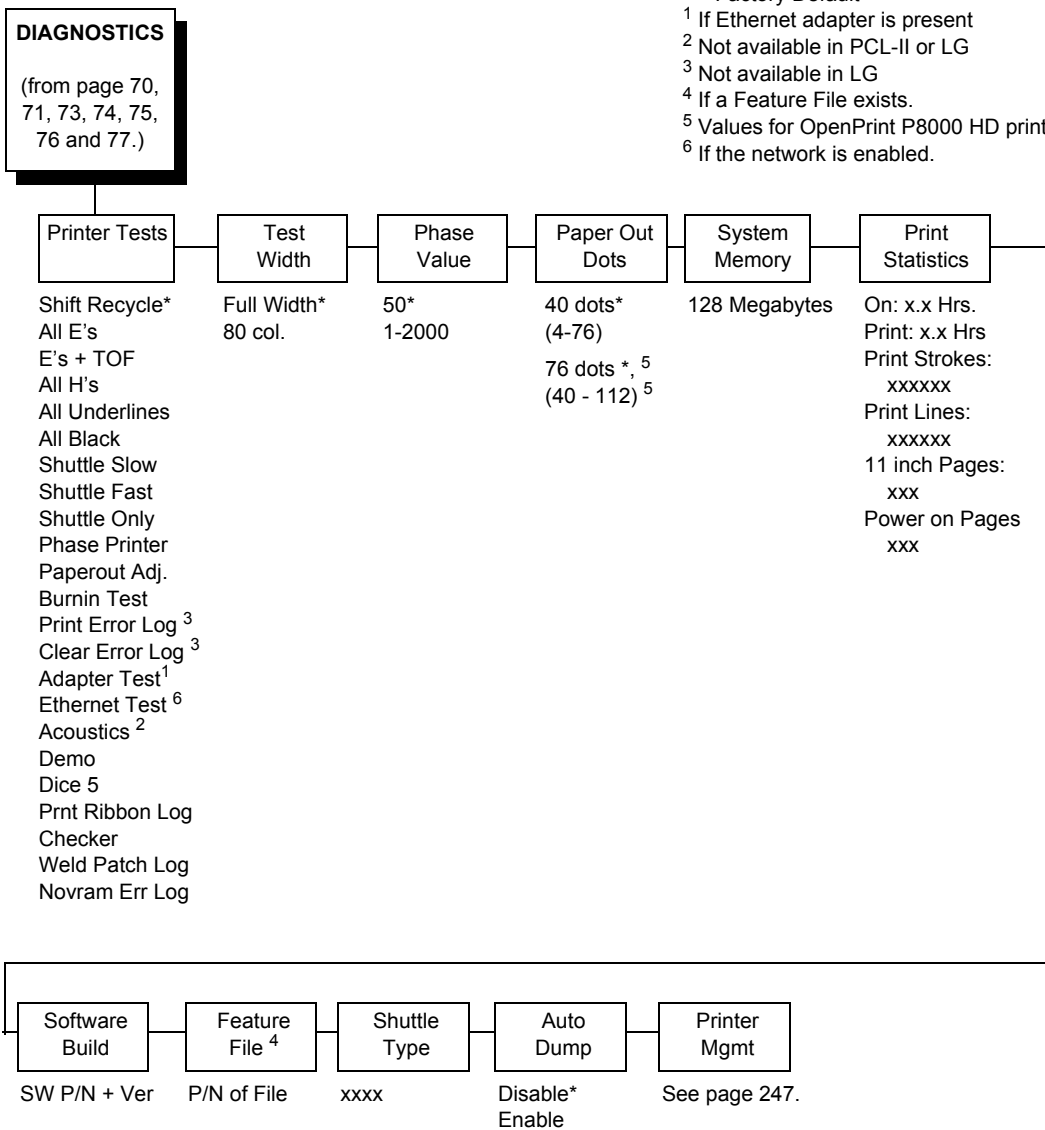 DIAGNOSTICS
(from page 70,
71, 73, 74, 75,
76 and 77.)
Factory Default
1 If Ethernet adapter is present
2 Not available in PCL-II or LG
3 Not available in LG
4 If a Feature File exists.
5 Values for OpenPrint P8000 HD print
6 If the network is enabled.
Printer Tests
Shift Recycle*
All E's
E's + TOF
All H's
All Underlines
All Black
Shuttle Slow
Shuttle Fast
Shuttle Only
Phase Printer
Paperout Adj.
Burnin Test
Print Error Log 3
Clear Error Log 3
Adapter Test1
Ethernet Test 6
Acoustics 2
Demo
Dice 5
Prnt Ribbon Log
Checker
Weld Patch Log
Novram Err Log
Test
Width
Full Width*
80 col.
Phase
Value
50*
1-2000
Paper Out
Dots
40 dots*
(4-76)
76 dots *, 5
(40 - 112) 5
System
Memory
128 Megabytes
Print
Statistics
On: x.x Hrs.
Print: x.x Hrs
Print Strokes:
xxxxxx
Print Lines:
xxxxxx
11 inch Pages:
xxx
Power on Pages
xxx
Software
Build
SW P/N + Ver
Feature
File 4
P/N of File
Shuttle
Type
xxxx
Auto
Dump
Disable*
Enable
Printer
Mgmt
See page 247.